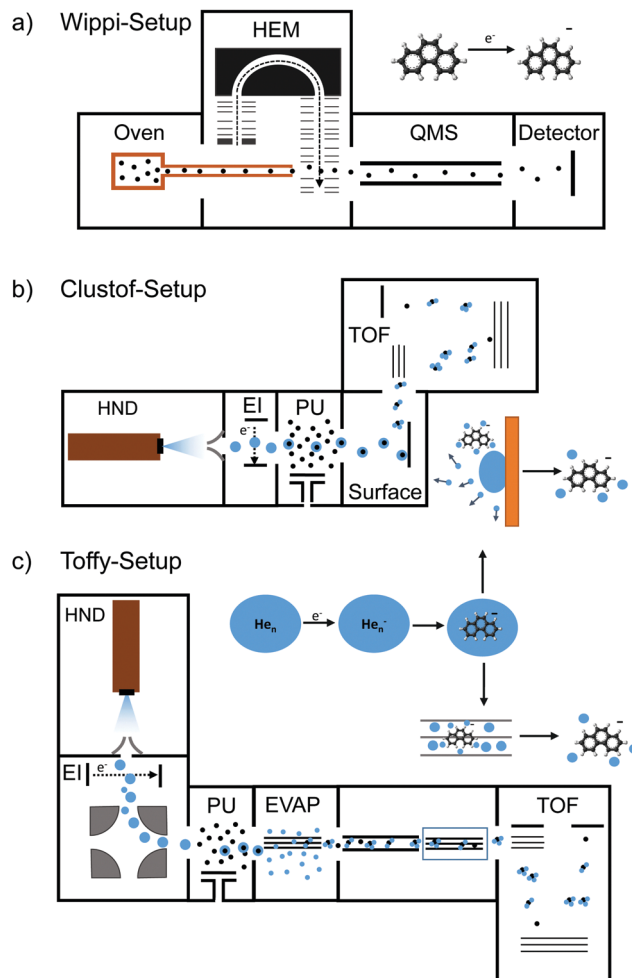 a) Wippi-Setup
HEM
e-
-
Oven
QMS
Detector
b) Clustof-Setup
TOF
HND
EI
PU
e-
-
-
Surface
c) Toffy-Setup
HND
Heₙ
e-
Heₙ-
-
-
-
EI
e-
PU
EVAP
TOF